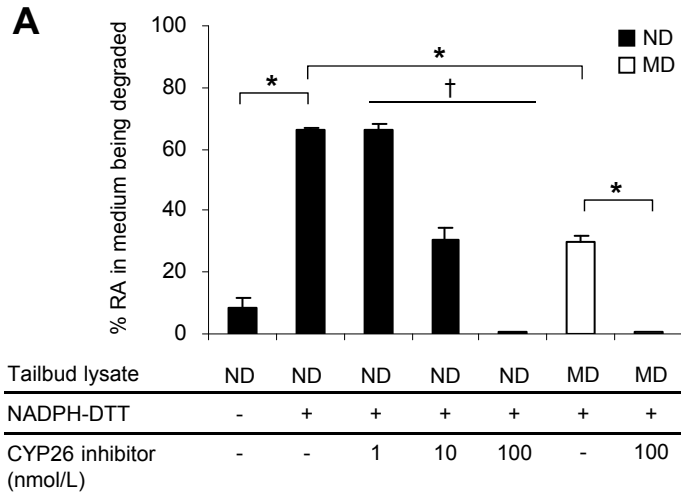 A
ND
MD
% RA in medium being degraded
100
80
60
40
20
0
*
*
†
*
Tailbud lysate ND ND ND ND ND MD MD
NADPH-DTT - + + + + + +
CYP26 inhibitor - - 1 10 100 - 100
(nmol/L)